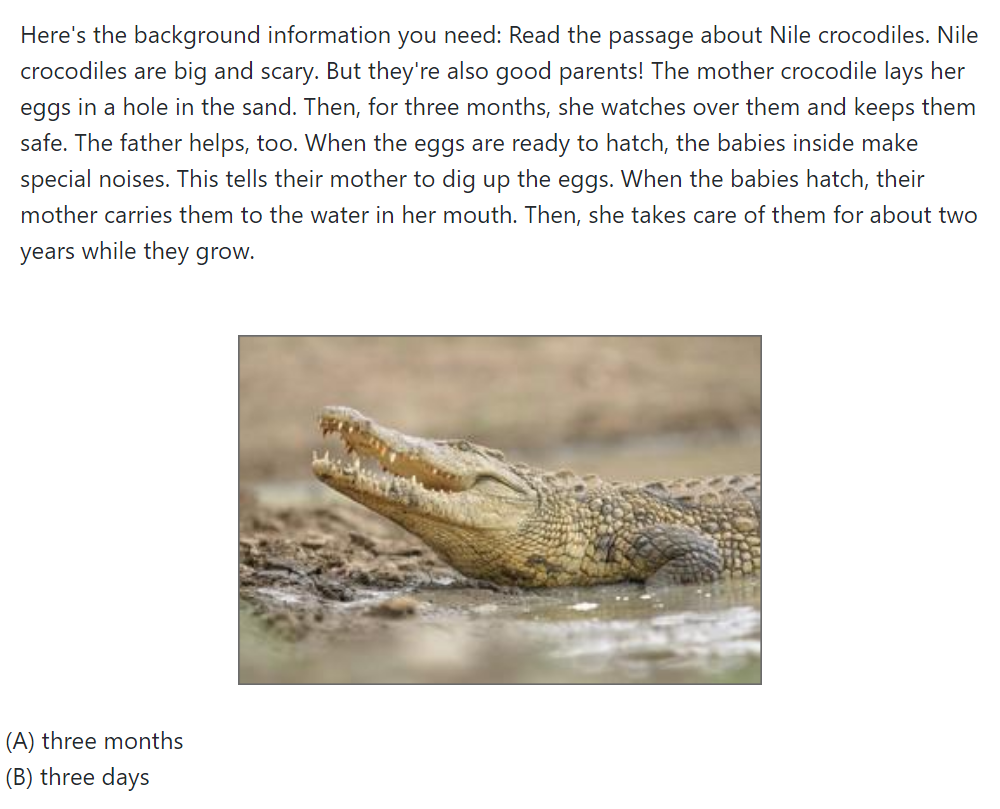 Here's the background information you need: Read the passage about Nile crocodiles. Nile
crocodiles are big and scary. But they're also good parents! The mother crocodile lays her
eggs in a hole in the sand. Then, for three months, she watches over them and keeps them
safe. The father helps, too. When the eggs are ready to hatch, the babies inside make
special noises. This tells their mother to dig up the eggs. When the babies hatch, their
mother carries them to the water in her mouth. Then, she takes care of them for about two
years while they grow.
(A) three months
(B) three days